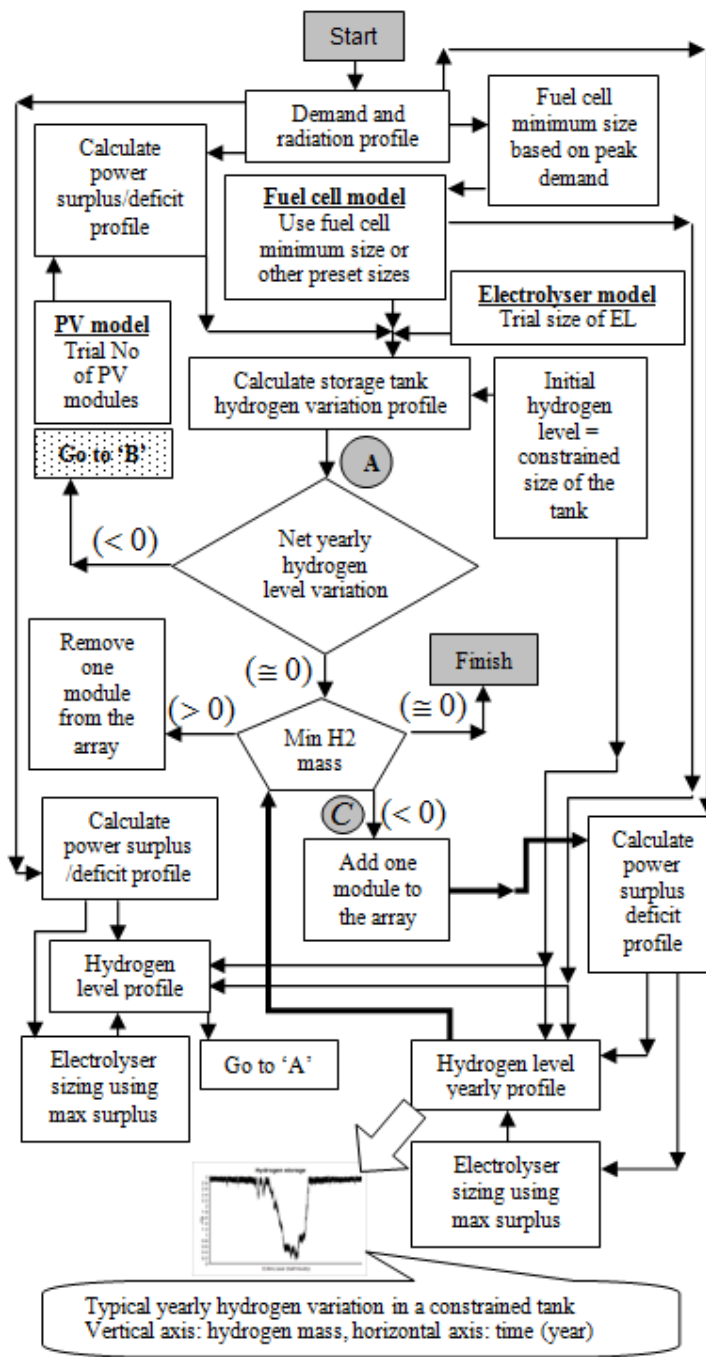 Start
Demand and
radiation profile
Fuel cell
minimum size
based on peak
demand
Calculate
power
surplus/deficit
profile
Fuel cell model
Use fuel cell
minimum size or
other preset sizes
Electrolyser model
Trial size of EL
PV model
Trial No
of PV
modules
Calculate storage tank
hydrogen variation profile
Initial
hydrogen
level =
constrained
size of the
tank
Go to ‘B’
A
(< 0)
Net yearly
hydrogen
level variation
Remove
one
module
from the
array
(≅ 0)
Finish
(> 0)
(≅ 0)
Min H2
mass
C
(< 0)
Calculate
power surplus
/deficit profile
Add one
module to
the array
Calculate
power
surplus
deficit
profile
Hydrogen
level profile
Electrolyser
sizing using
max surplus
Go to ‘A’
Hydrogen level
yearly profile
Electrolyser
sizing using
max surplus
Hydrogen storage
Typical yearly hydrogen variation in a constrained tank
Vertical axis: hydrogen mass, horizontal axis: time (year)